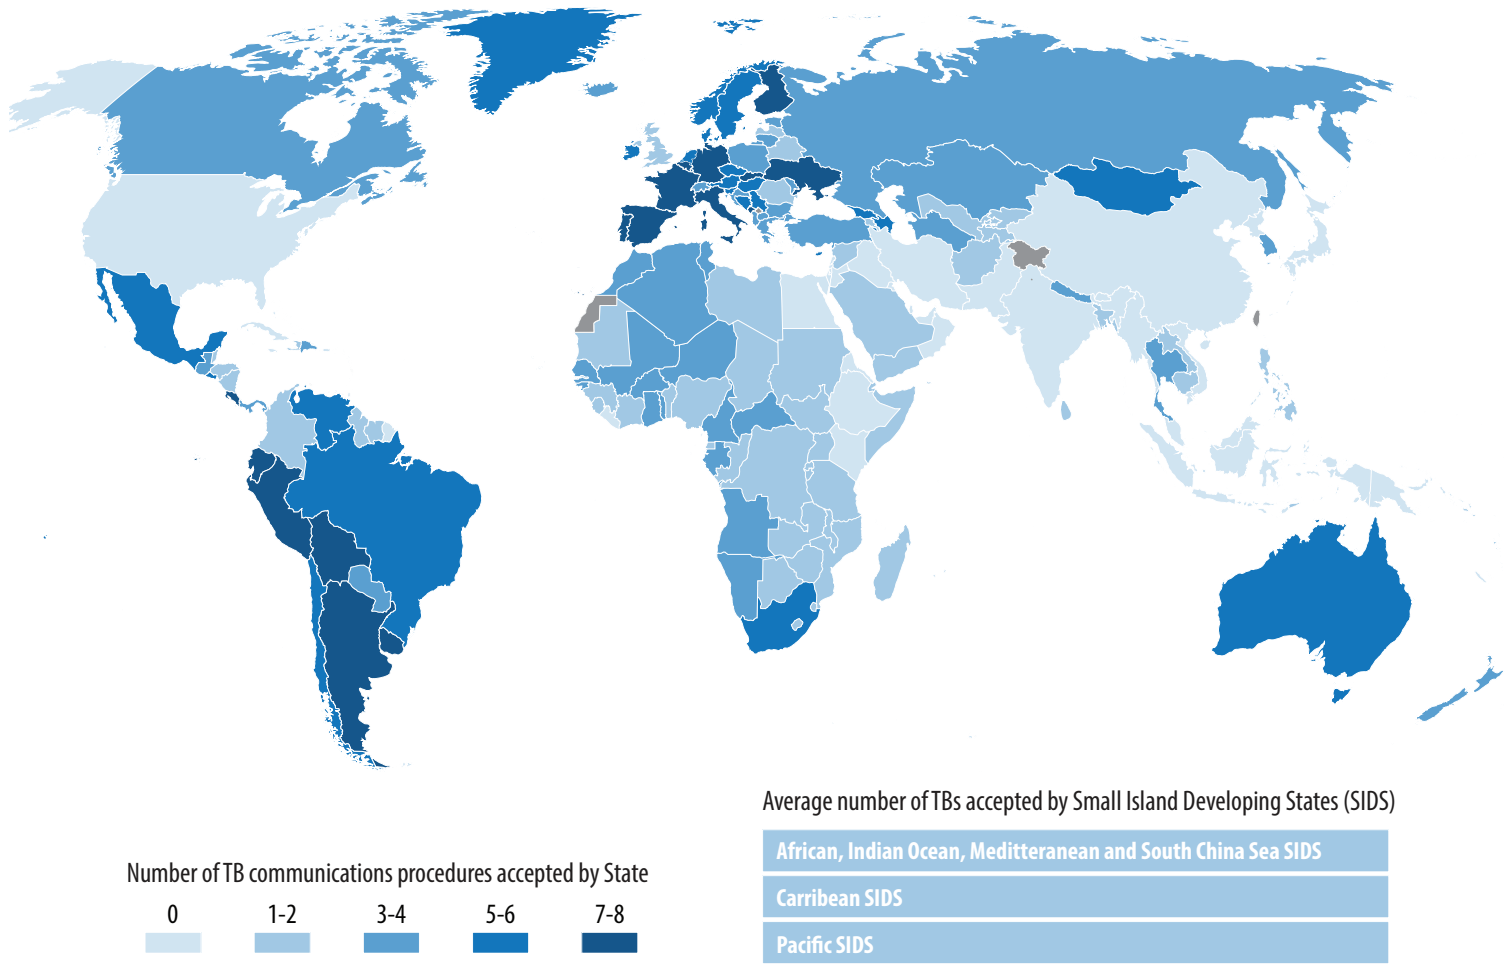 Average number of TBs accepted by Small Island Developing States (SIDS)
African, Indian Ocean, Meditteranean and South China Sea SIDS
Carribean SIDS
Pacific SIDS
Number of TB communications procedures accepted by State
0 1-2 3-4 5-6 7-8